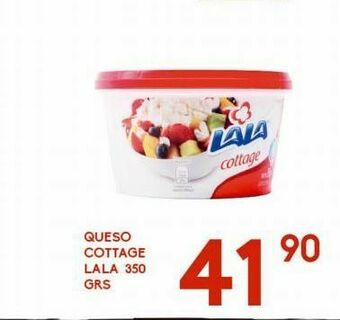 LALA
cottage
QUESO
COTTAGE
LALA 350
GRS
41 90